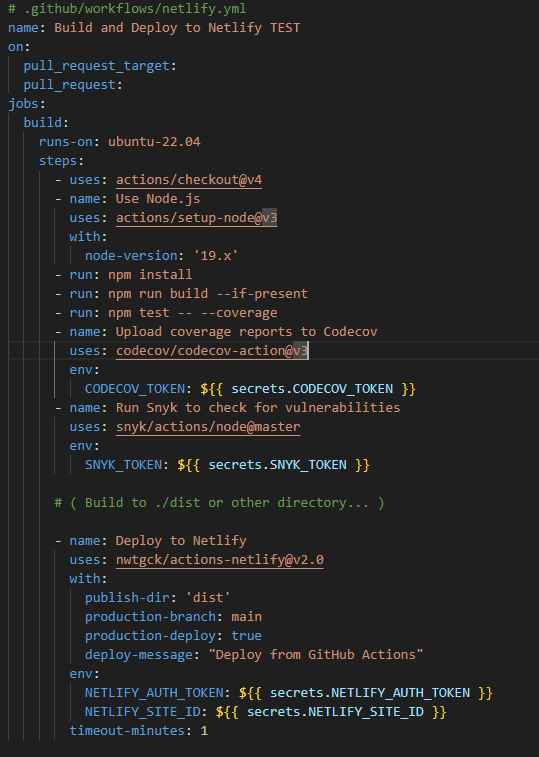 # .github/workflows/netlify.yml
name: Build and Deploy to Netlify TEST
on:
  pull_request_target:
  pull_request:
jobs:
  build:
    runs-on: ubuntu-22.04
    steps:
      - uses: actions/checkout@v4
      - name: Use Node.js
        uses: actions/setup-node@v3
        with:
          node-version: '19.x'
      - run: npm install
      - run: npm run build --if-present
      - run: npm test -- --coverage
      - name: Upload coverage reports to Codecov
        uses: codecov/codecov-action@v3
        env:
          CODECOV_TOKEN: ${{ secrets.CODECOV_TOKEN }}
      - name: Run Snyk to check for vulnerabilities
        uses: snyk/actions/node@master
        env:
          SNYK_TOKEN: ${{ secrets.SNYK_TOKEN }}

      # ( Build to ./dist or other directory... )

      - name: Deploy to Netlify
        uses: nwtgck/actions-netlify@v2.0
        with:
          publish-dir: 'dist'
          production-branch: main
          production-deploy: true
          deploy-message: "Deploy from GitHub Actions"
        env:
          NETLIFY_AUTH_TOKEN: ${{ secrets.NETLIFY_AUTH_TOKEN }}
          NETLIFY_SITE_ID: ${{ secrets.NETLIFY_SITE_ID }}
        timeout-minutes: 1